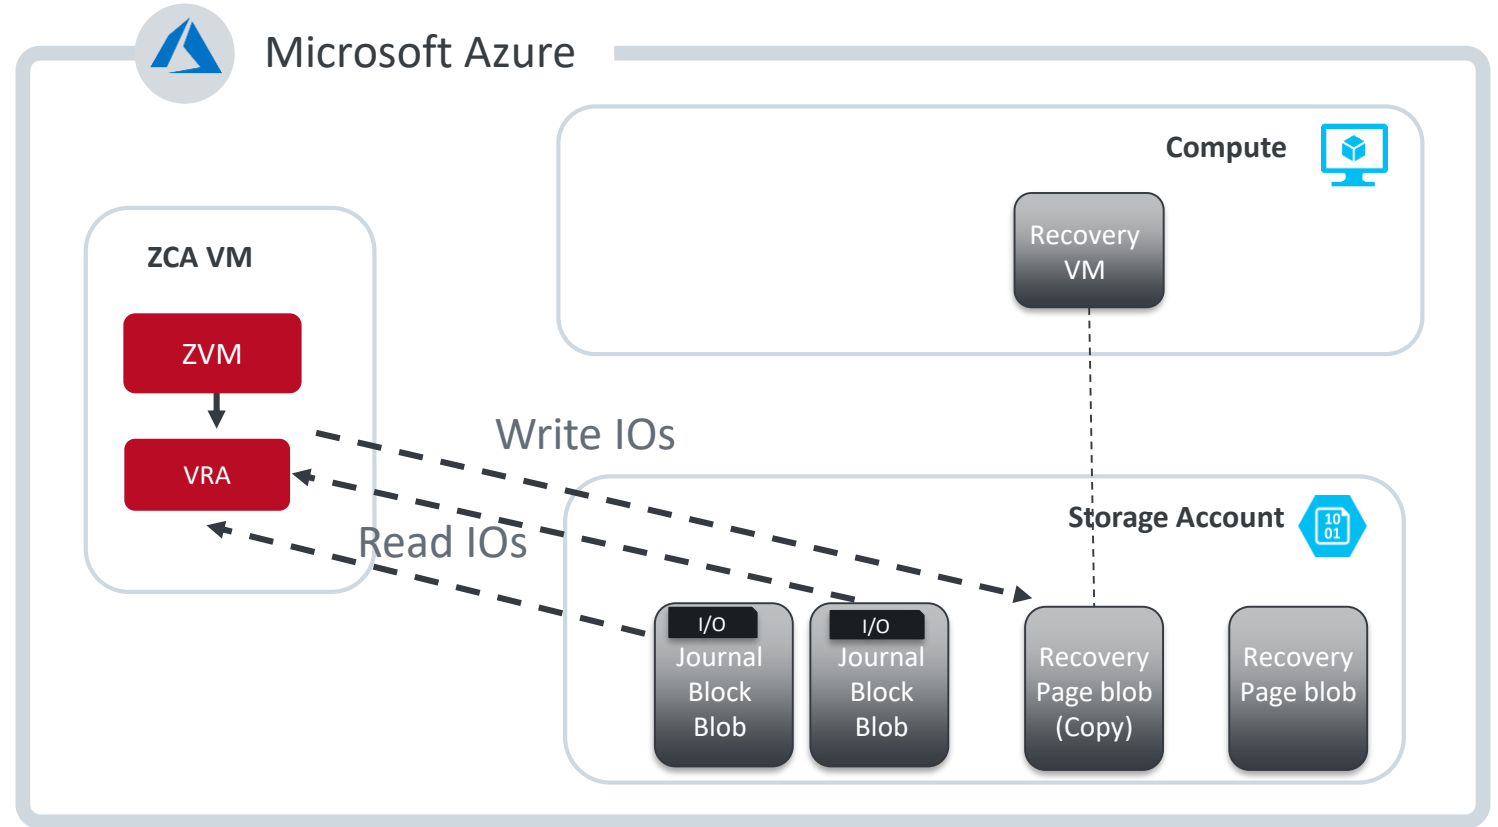 Microsoft Azure
Compute
Recovery
VM
ZCA VM
ZVM
VRA
Write IOs
Read IOs
Storage Account
10
01
I/O
Journal
Block
Blob
I/O
Journal
Block
Blob
Recovery
Page blob
(Copy)
Recovery
Page blob